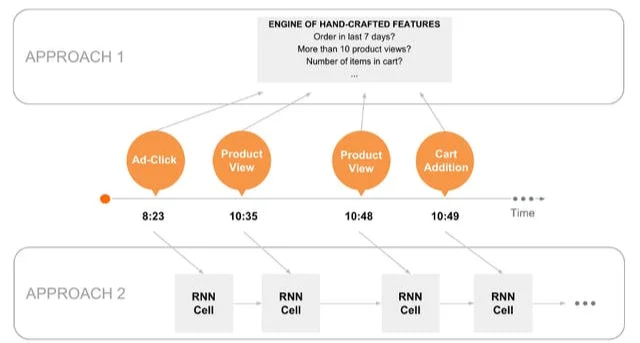 ENGINE OF HAND-CRAFTED FEATURES
Order in last 7 days?
More than 10 product views?
Number of items in cart?
...
APPROACH 1
Ad-Click
Product
View
Product
View
Cart
Addition
8:23
10:35
10:48
10:49
Time
APPROACH 2
RNN
Cell
RNN
Cell
RNN
Cell
RNN
Cell